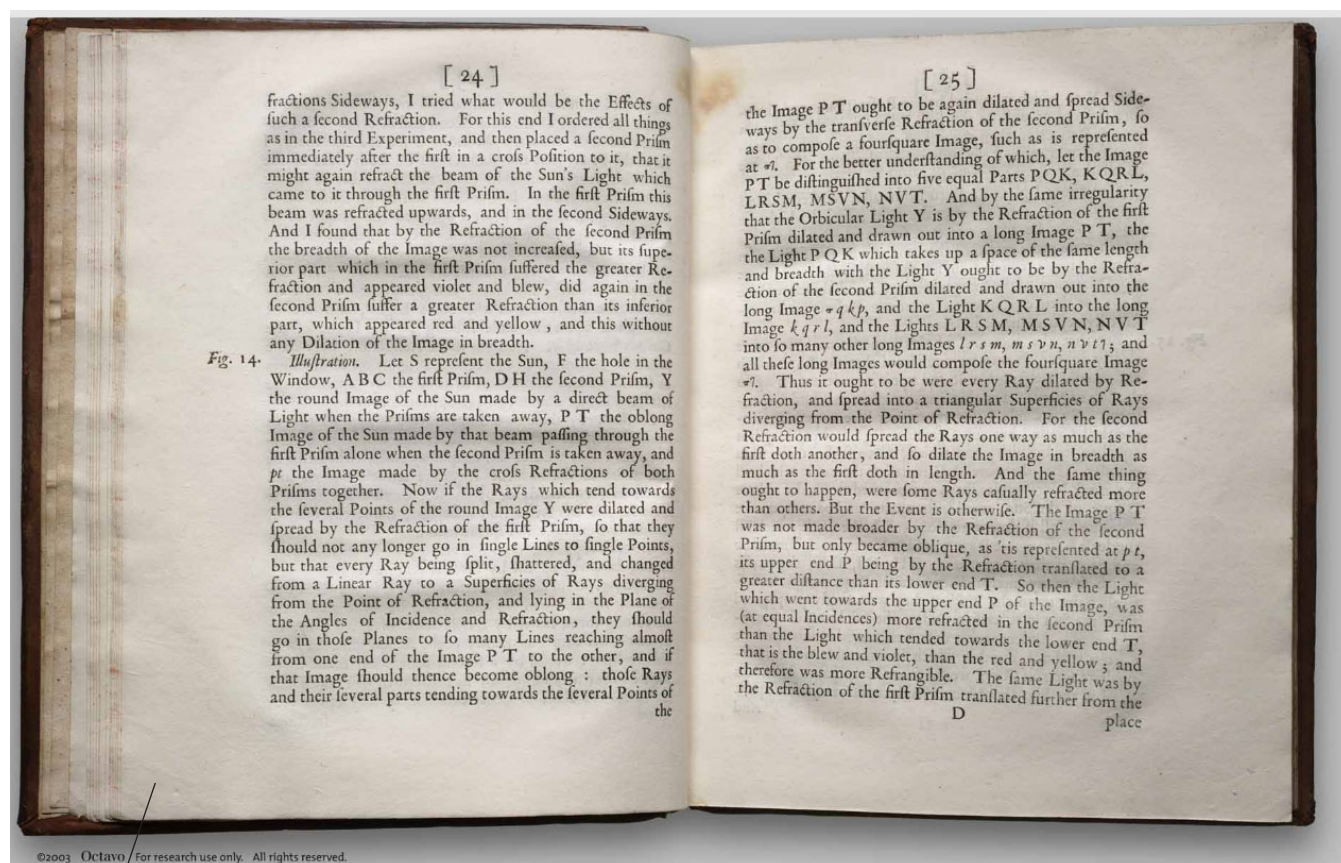 [ 24 ]
fractions Sideways, I tried what would be the Effects of
ſuch a ſecond Refraction. For this end I ordered all things
as in the third Experiment, and then placed a ſecond Priſm
immediately after the firſt in a croſs Poſition to it, that it
might again refract the beam of the Sun's Light which
came to it through the firſt Priſm. In the firſt Priſm this
beam was refracted upwards, and in the ſecond Sideways.
And I found that by the Refraction of the ſecond Priſm
the breadth of the Image was not increaſed, but its ſupe-
rior part which in the firſt Priſm ſuffered the greater Re-
fraction and appeared violet and blew, did again in the
ſecond Priſm ſuffer a greater Refraction than its inferior
part, which appeared red and yellow , and this without
any Dilation of the Image in breadth.
Fig. 14. Illuſtration. Let S repreſent the Sun, F the hole in the
Window, A B C the firſt Priſm, D H the ſecond Priſm, Y
the round Image of the Sun made by a direct beam of
Light when the Priſms are taken away, P T the oblong
Image of the Sun made by that beam paſſing through the
firſt Priſm alone when the ſecond Priſm is taken away, and
pt the Image made by the croſs Refractions of both
Priſms together. Now if the Rays which tend towards
the ſeveral Points of the round Image Y were dilated and
ſpread by the Refraction of the firſt Priſm, ſo that they
ſhould not any longer go in ſingle Lines to ſingle Points,
but that every Ray being ſplit, ſhattered, and changed
from a Linear Ray to a Superficies of Rays diverging
from the Point of Refraction, and lying in the Plane of
the Angles of Incidence and Refraction, they ſhould
go in thoſe Planes to ſo many Lines reaching almoſt
from one end of the Image P T to the other, and if
that Image ſhould thence become oblong : thoſe Rays
and their ſeveral parts tending towards the ſeveral Points of
the
[ 25 ]
the Image P T ought to be again dilated and ſpread Side-
ways by the tranſverſe Refraction of the ſecond Priſm, ſo
as to compoſe a fourſquare Image, ſuch as is repreſented
at For the better underſtanding of which, let the Image
PT be diſtinguiſhed into five equal Parts PQK, KQRL,
LRSM, MSVN, NVT. And by the ſame irregularity
that the Orbicular Light Y is by the Refraction of the firſt
Priſm dilated and drawn out into a long Image P T, the
the Light P Q K which takes up a ſpace of the ſame length
and breadth with the Light Y ought to be by the Refra-
ction of the ſecond Priſm dilated and drawn out into the
long Image π q k p, and the Light K Q R L into the long
Image k q r l, and the Lights L R S M, M S V N, N V T
into ſo many other long Images l r s m, m s v n, n v t ; and
all theſe long Images would compoſe the fourſquare Image
Thus it ought to be were every Ray dilated by Re-
fraction, and ſpread into a triangular Superficies of Rays
diverging from the Point of Refraction. For the ſecond
Refraction would ſpread the Rays one way as much as the
firſt doth another, and ſo dilate the Image in breadth as
much as the firſt doth in length. And the ſame thing
ought to happen, were ſome Rays caſually refracted more
than others. But the Event is otherwiſe. The Image P T
was not made broader by the Refraction of the ſecond
Priſm, but only became oblique, as 'tis repreſented at p t,
its upper end P being by the Refraction tranſlated to a
greater diſtance than its lower end T. So then the Light
which went towards the upper end P of the Image, was
(at equal Incidences) more refracted in the ſecond Priſm
than the Light which tended towards the lower end T,
that is the blew and violet, than the red and yellow ; and
therefore was more Refrangible. The ſame Light was by
the Refraction of the firſt Priſm tranſlated further from the
D place
©2003 Octavo For research use only. All rights reserved.